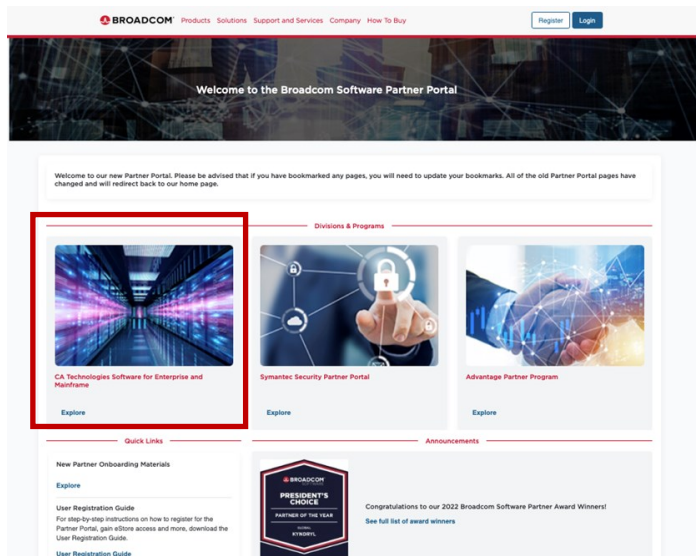 BROADCOM Products Solutions Support and Services Company How To Buy Register Login
Welcome to the Broadcom Software Partner Portal
Welcome to our new Partner Portal. Please be advised that if you have bookmarked any pages, you will need to update your bookmarks. All of the old Partner Portal pages have
changed and will redirect back to our home page.
Divisions & Programs
CA Technologies Software for Enterprise and
Mainframe
Explore
Symantec Security Partner Portal
Explore
Advantage Partner Program
Explore
Quick Links
New Partner Onboarding Materials
Explore
User Registration Guide
For step-by-step instructions on how to register for the
Partner Portal, gain eStore access and more, download the
User Registration Guide.
User Registration Guide
Announcements
BROADCOM
SOFTWARE
PRESIDENT'S
CHOICE
PARTNER OF THE YEAR
GLOBAL
KYNDRYL
Congratulations to our 2022 Broadcom Software Partner Award Winners!
See full list of award winners